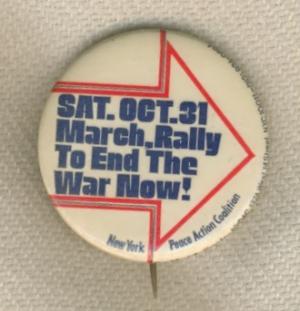 SAT. OCT.31
March, Rally
To End The
War Now!
New York
Peace Action Coalition